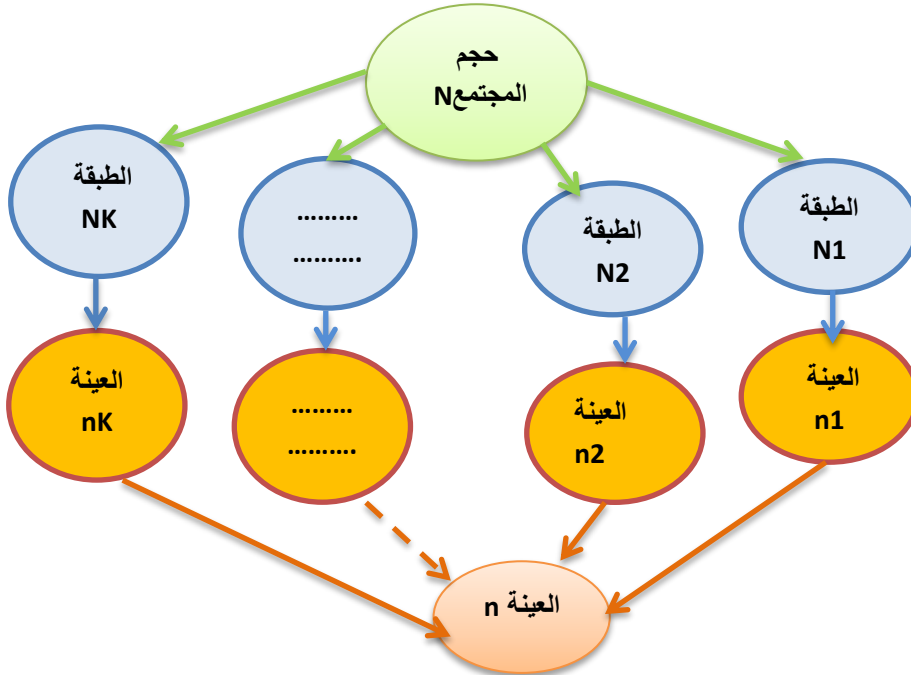 حجم
المجتمعN
الطبقة
N1
الطبقة
N2
.........
..........
الطبقة
NK
العينة
n1
العينة
n2
.........
..........
العينة
nK
العينة n